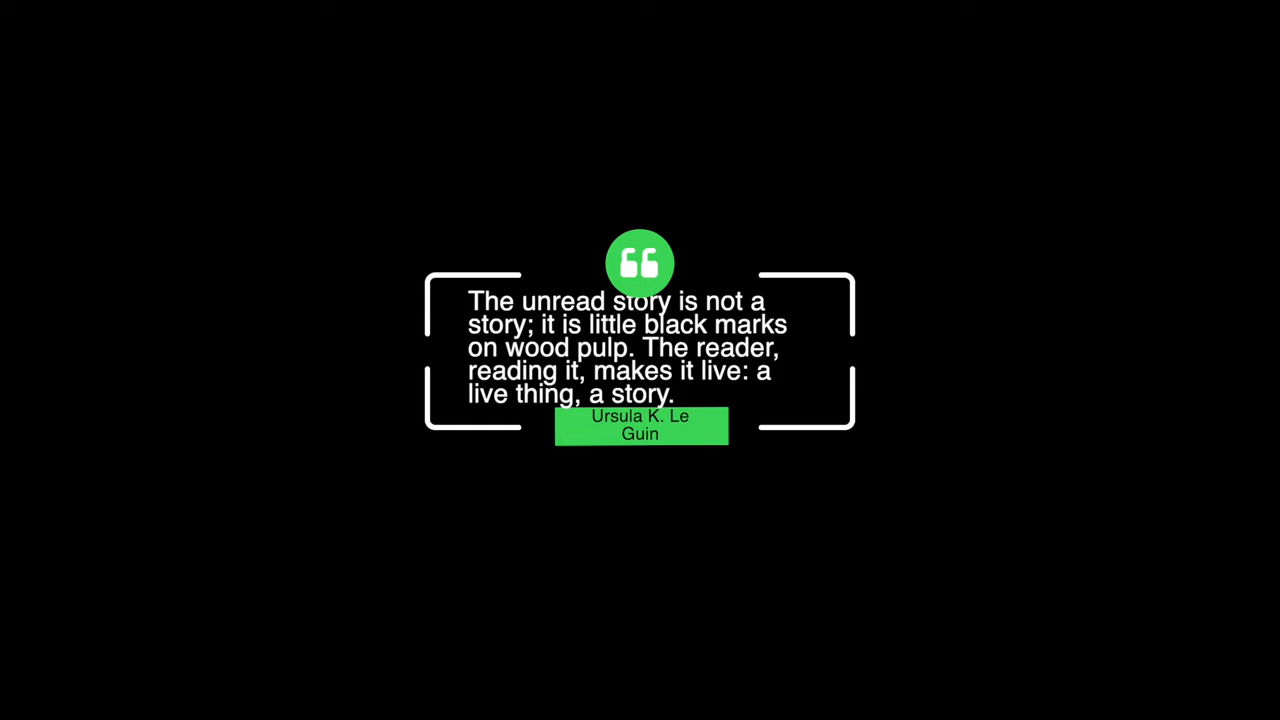 The unread story is not a
story; it is little black marks
on wood pulp. The reader,
reading it, makes it live: a
live thing, a story.
Ursula K. Le
Guin